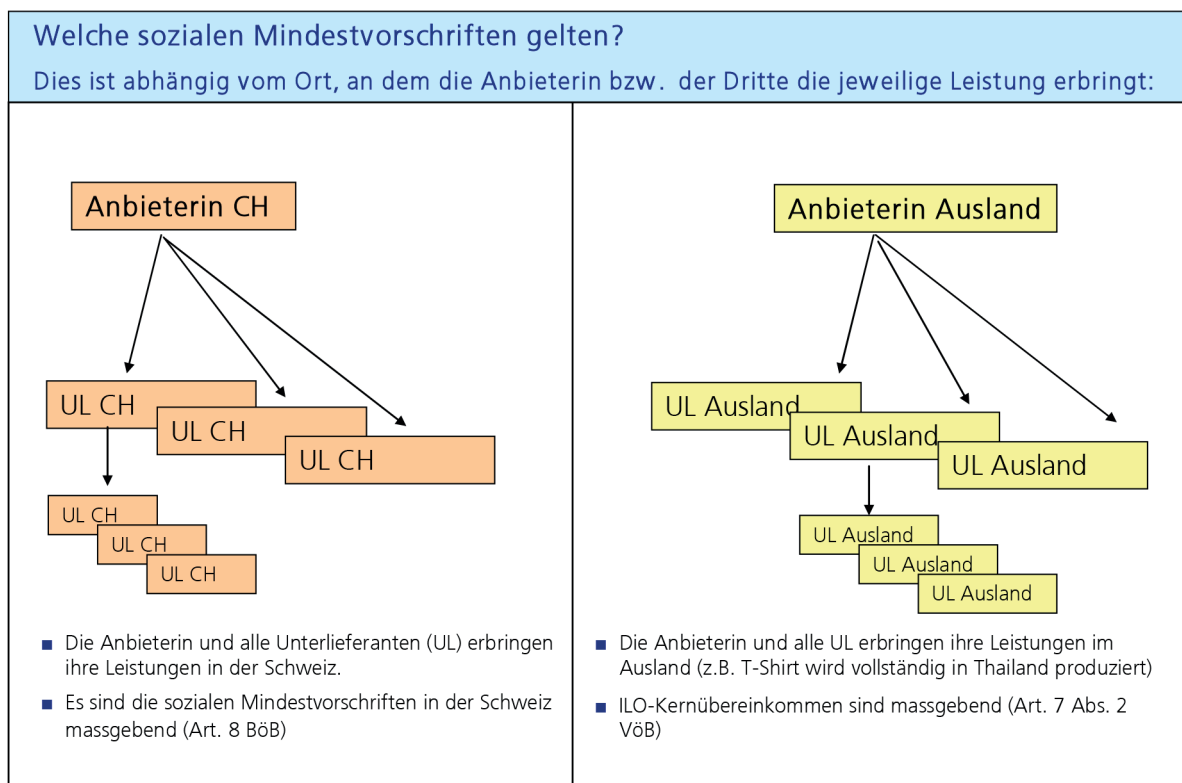 Welche sozialen Mindestvorschriften gelten?
Dies ist abhängig vom Ort, an dem die Anbieterin bzw. der Dritte die jeweilige Leistung erbringt:
Anbieterin CH
UL CH
UL CH
UL CH
UL CH
UL CH
UL CH
■ Die Anbieterin und alle Unterlieferanten (UL) erbringen
ihre Leistungen in der Schweiz.
■ Es sind die sozialen Mindestvorschriften in der Schweiz
massgebend (Art. 8 BöB)
Anbieterin Ausland
UL Ausland
UL Ausland
UL Ausland
UL Ausland
UL Ausland
UL Ausland
■ Die Anbieterin und alle UL erbringen ihre Leistungen im
Ausland (z.B. T-Shirt wird vollständig in Thailand produziert)
■ ILO-Kernübereinkommen sind massgebend (Art. 7 Abs. 2
VöB)